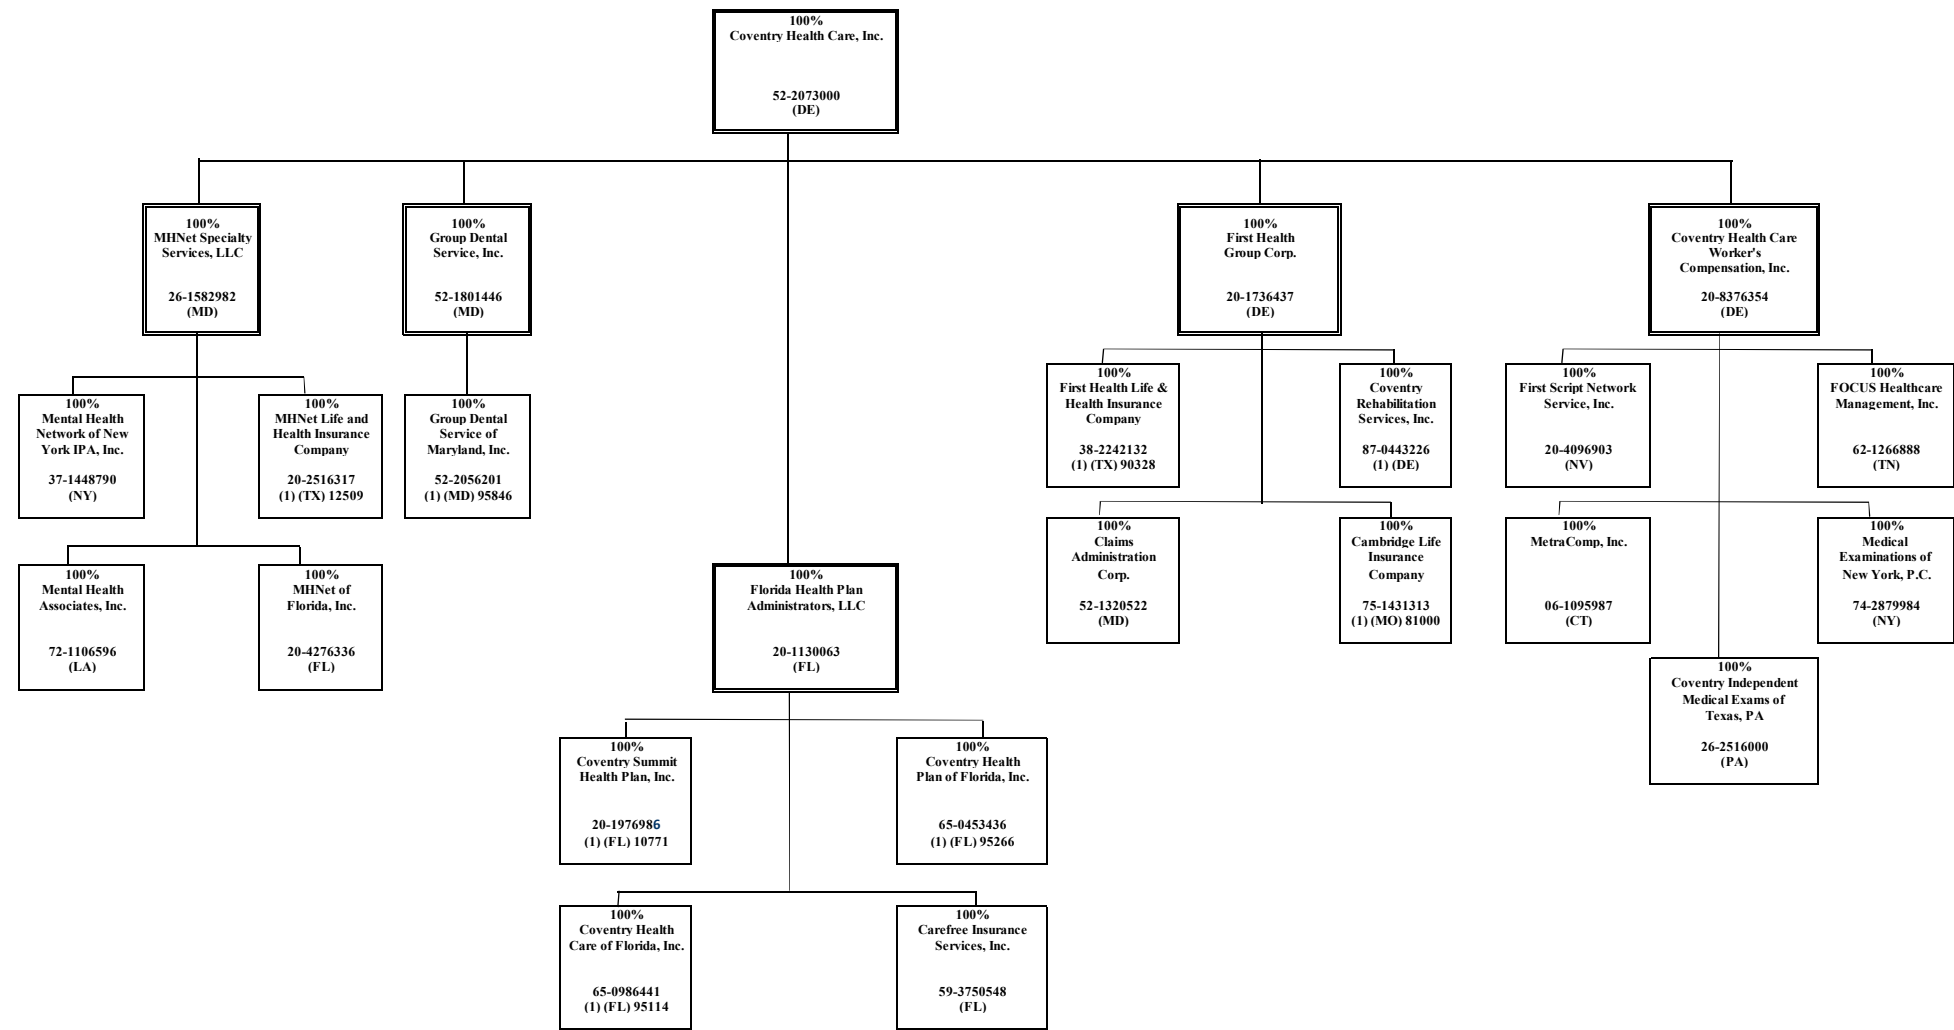 100%
Coventry Health Care, Inc.
52-2073000
(DE)
100%
MHNet Specialty
Services, LLC
26-1582982
(MD)
100%
Group Dental
Service, Inc.
52-1801446
(MD)
100%
First Health
Group Corp.
20-1736437
(DE)
100%
Coventry Health Care
Worker's
Compensation, Inc.
20-8376354
(DE)
100%
Mental Health
Network of New
York IPA, Inc.
37-1448790
(NY)
100%
MHNet Life and
Health Insurance
Company
20-2516317
(1) (TX) 12509
100%
Group Dental
Service of
Maryland, Inc.
52-2056201
(1) (MD) 95846
100%
First Health Life &
Health Insurance
Company
38-2242132
(1) (TX) 90328
100%
Coventry
Rehabilitation
Services, Inc.
87-0443226
(1) (DE)
100%
First Script Network
Service, Inc.
20-4096903
(NV)
100%
FOCUS Healthcare
Management, Inc.
62-1266888
(TN)
100%
Mental Health
Associates, Inc.
72-1106596
(LA)
100%
MHNet of
Florida, Inc.
20-4276336
(FL)
100%
Florida Health Plan
Administrators, LLC
20-1130063
(FL)
100%
Claims
Administration
Corp.
52-1320522
(MD)
100%
Cambridge Life
Insurance
Company
75-1431313
(1) (MO) 81000
100%
MetraComp, Inc.
06-1095987
(CT)
100%
Medical
Examinations of
New York, P.C.
74-2879984
(NY)
100%
Coventry Independent
Medical Exams of
Texas, PA
26-2516000
(PA)
100%
Coventry Summit
Health Plan, Inc.
20-1976986
(1) (FL) 10771
100%
Coventry Health
Plan of Florida, Inc.
65-0453436
(1) (FL) 95266
100%
Coventry Health
Care of Florida, Inc.
65-0986441
(1) (FL) 95114
100%
Carefree Insurance
Services, Inc.
59-3750548
(FL)